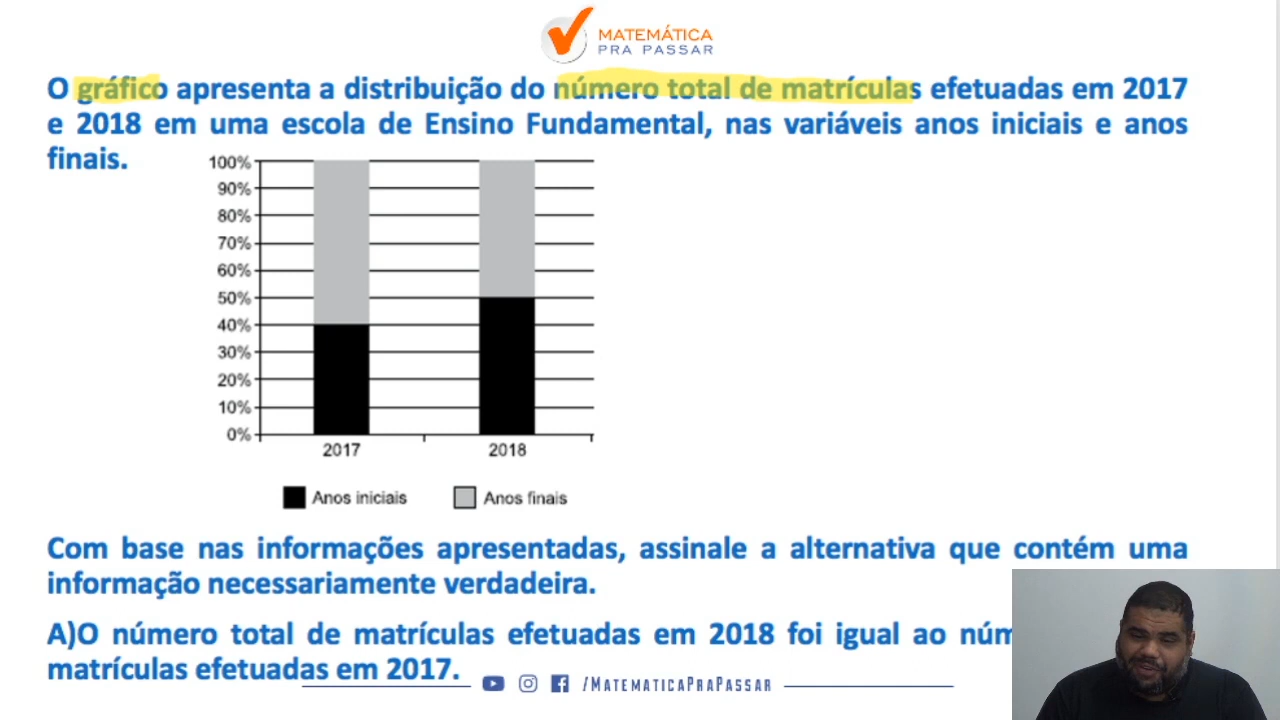 MATEMÁTICA
PRA PASSAR
O gráfico apresenta a distribuição do número total de matrículas efetuadas em 2017
e 2018 em uma escola de Ensino Fundamental, nas variáveis anos iniciais e anos
finais.
100%
90%
80%
70%
60%
50%
40%
30%
20%
10%
0%
2017 2018
Anos iniciais Anos finais
Com base nas informações apresentadas, assinale a alternativa que contém uma
informação necessariamente verdadeira.
A)O número total de matrículas efetuadas em 2018 foi igual ao
matrículas efetuadas em 2017.
/MATEMATICAPRAPASSAR